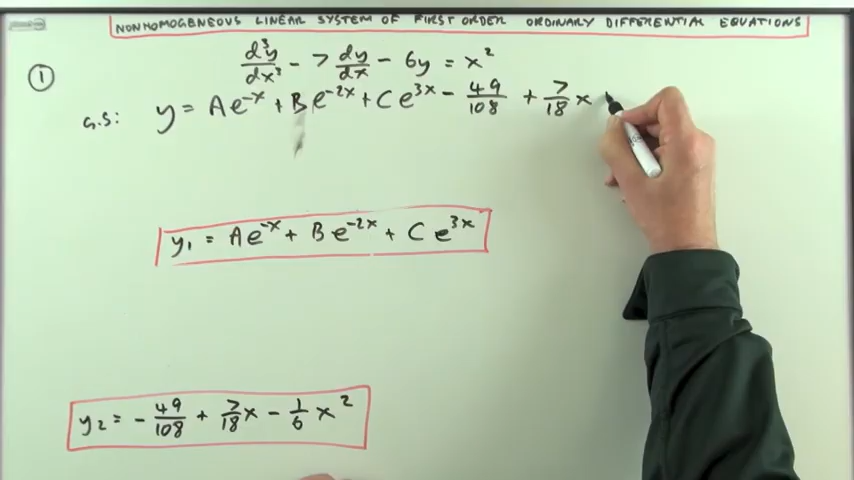 NONHOMOGENEOUS LINEAR SYSTEM OF FIRST ORDER ORDINARY DIFFERENTIAL EQUATIONS
① d³y/dx³ - 7 dy/dx - 6y = x²
G.S: y = Ae^-x + Be^-2x + Ce^3x - 49/108 + 7/18 x
y₁ = Ae^-x + Be^-2x + Ce^3x
y₂ = - 49/108 + 7/18 x - 1/6 x²